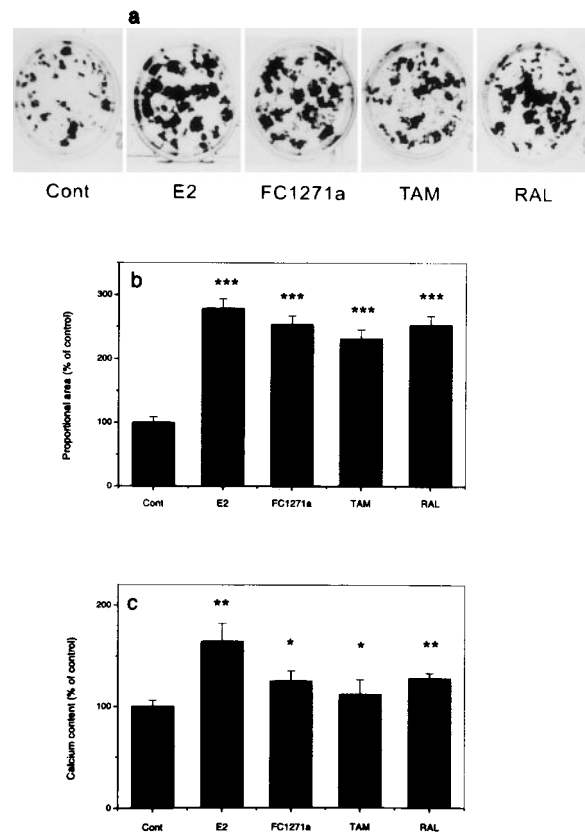 a
Cont E2 FC1271a TAM RAL
b
Proportional area (% of control)
300
200
100
0
*** *** *** ***
Cont E2 FC1271a TAM RAL
c
Calcium content (% of control)
200
100
0
** * * **
Cont E2 FC1271a TAM RAL